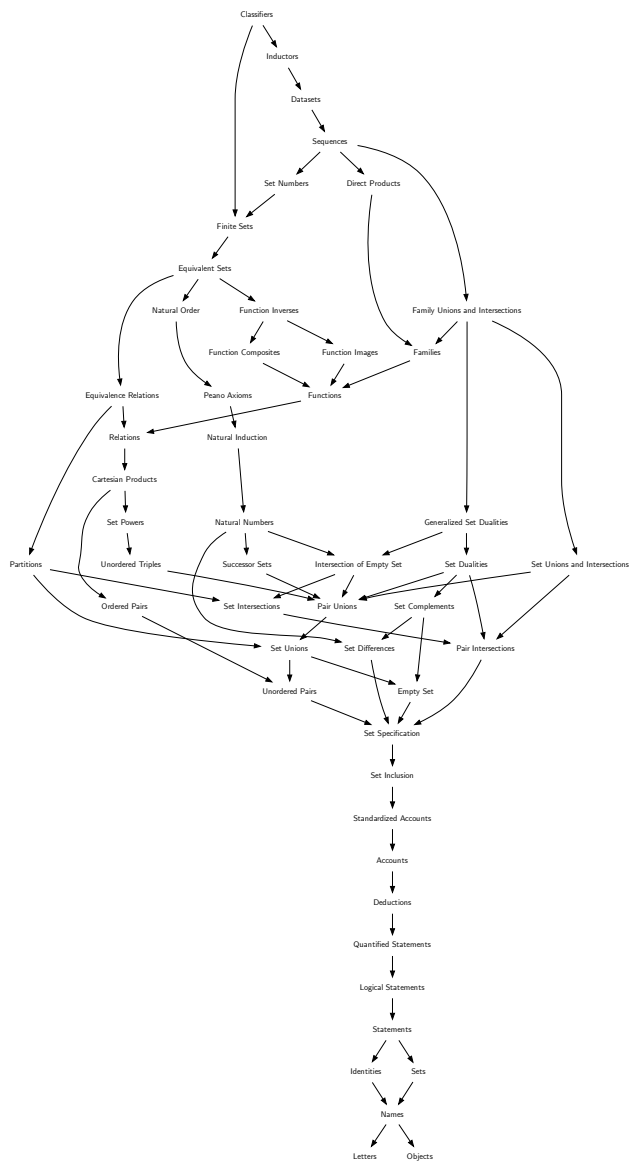 Classifiers
Inductors
Datasets
Sequences
Set Numbers Direct Products
Finite Sets
Equivalent Sets
Natural Order Function Inverses Family Unions and Intersections
Function Composites Function Images Families
Equivalence Relations Peano Axioms Functions
Relations Natural Induction
Cartesian Products
Set Powers Natural Numbers Generalized Set Dualities
Partitions Unordered Triples Successor Sets Intersection of Empty Set Set Dualities Set Unions and Intersections
Ordered Pairs Set Intersections Pair Unions Set Complements
Set Unions Set Differences Pair Intersections
Unordered Pairs Empty Set
Set Specification
Set Inclusion
Standardized Accounts
Accounts
Deductions
Quantified Statements
Logical Statements
Statements
Identities Sets
Names
Letters Objects